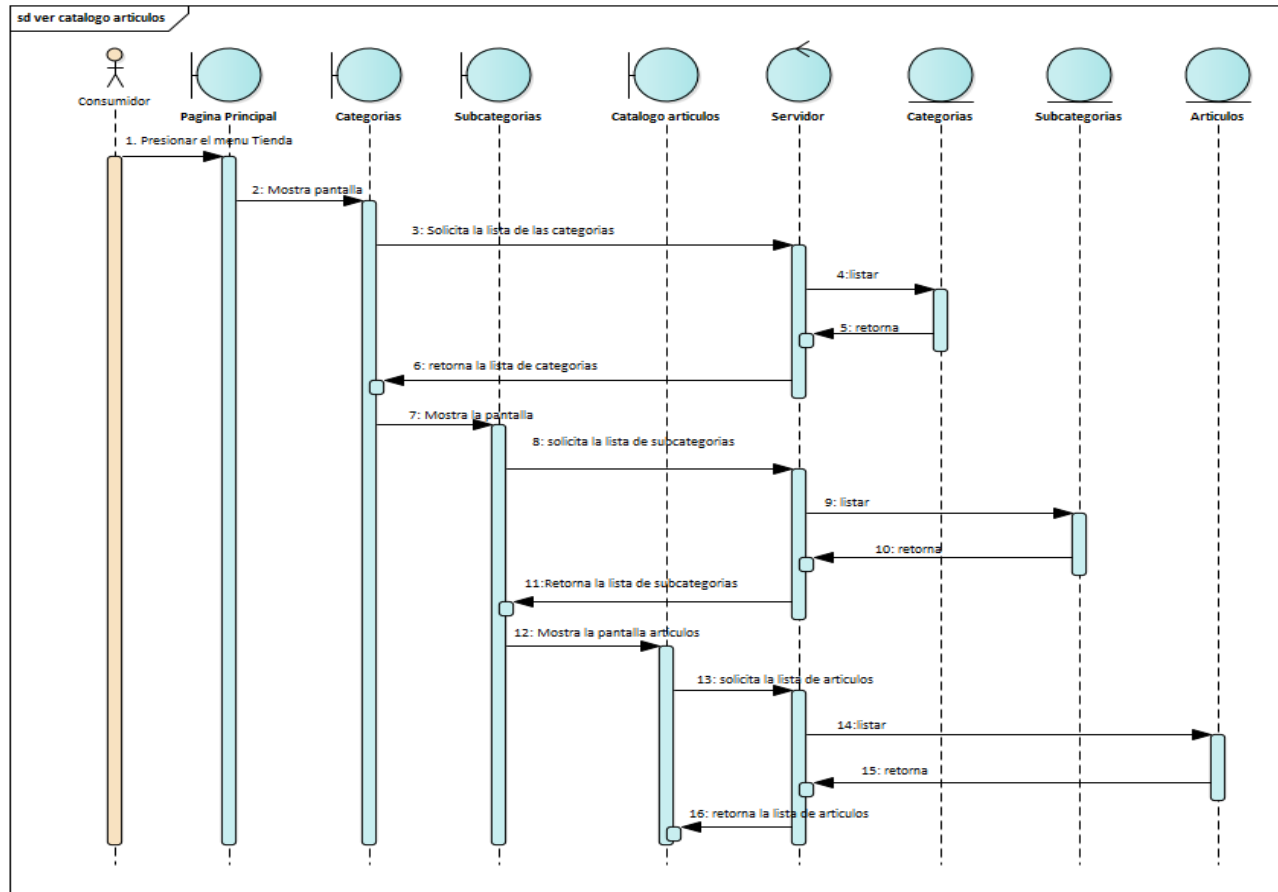 sd ver catalogo articulos
Consumidor
Pagina Principal
Categorias
Subcategorias
Catalogo articulos
Servidor
Categorias
Subcategorias
Articulos
1. Presionar el menu Tienda
2: Mostra pantalla
3: Solicita la lista de las categorias
4:listar
5: retorna
6: retorna la lista de categorias
7: Mostra la pantalla
8: solicita la lista de subcategorias
9: listar
10: retorna
11:Retorna la lista de subcategorias
12: Mostra la pantalla articulos
13: solicita la lista de articulos
14:listar
15: retorna
16: retorna la lista de articulos